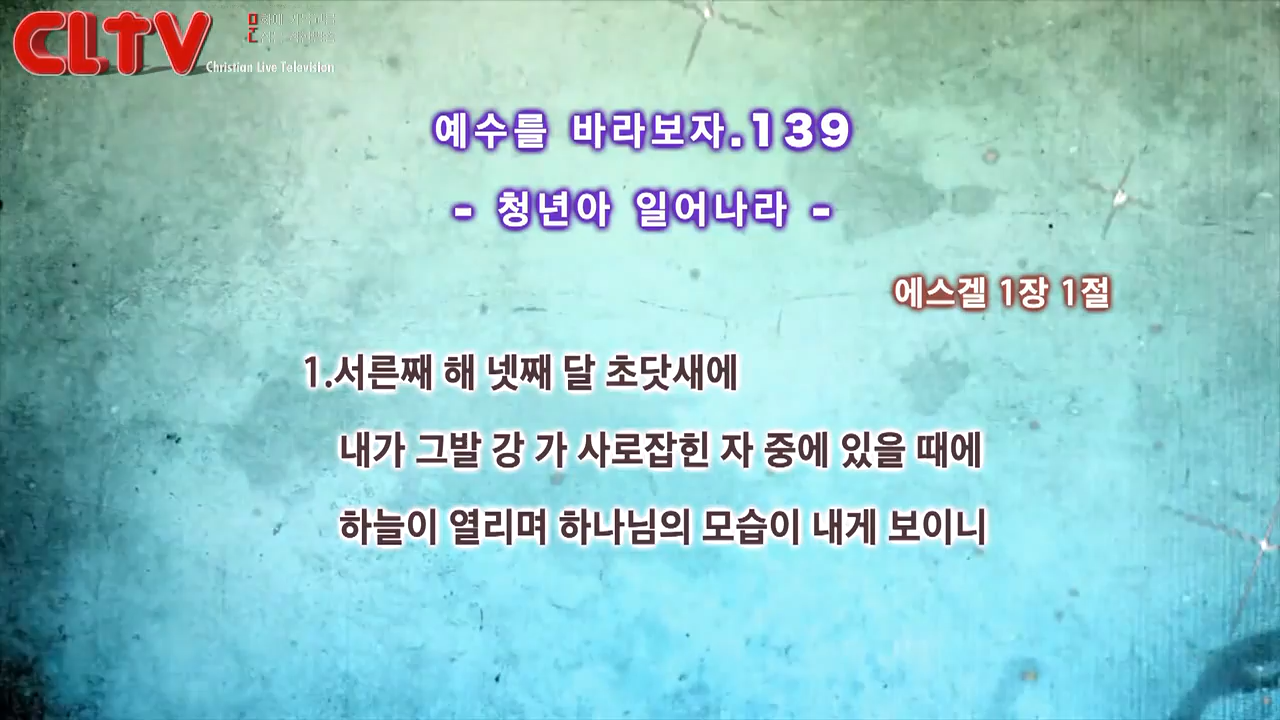 CLTV
Christian Live Television
예수를 바라보자.139
- 청년아 일어나라 -
에스겔 1장 1절
1.서른째 해 넷째 달 초닷새에
내가 그발 강 가 사로잡힌 자 중에 있을 때에
하늘이 열리며 하나님의 모습이 내게 보이니